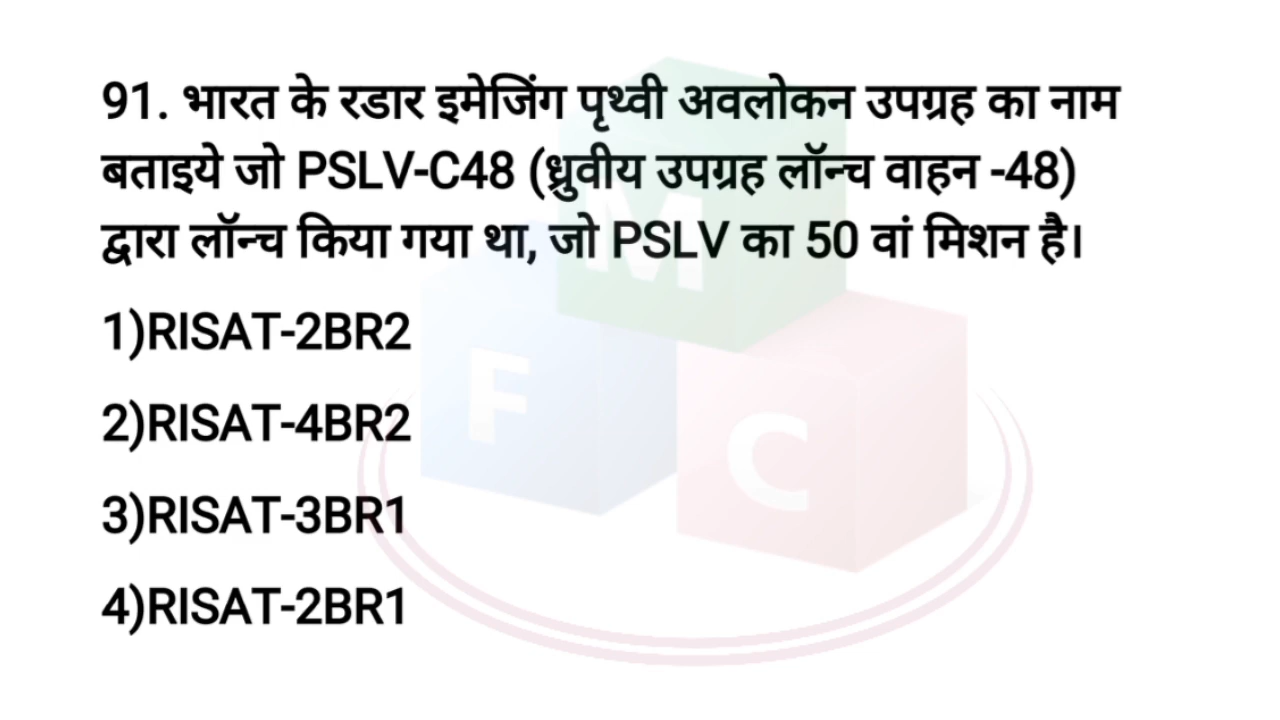 91. भारत के रडार इमेजिंग पृथ्वी अवलोकन उपग्रह का नाम
बताइये जो PSLV-C48 (ध्रुवीय उपग्रह लॉन्च वाहन -48)
द्वारा लॉन्च किया गया था, जो PSLV का 50 वां मिशन है।
1)RISAT-2BR2
2)RISAT-4BR2
3)RISAT-3BR1
4)RISAT-2BR1
M
F
C